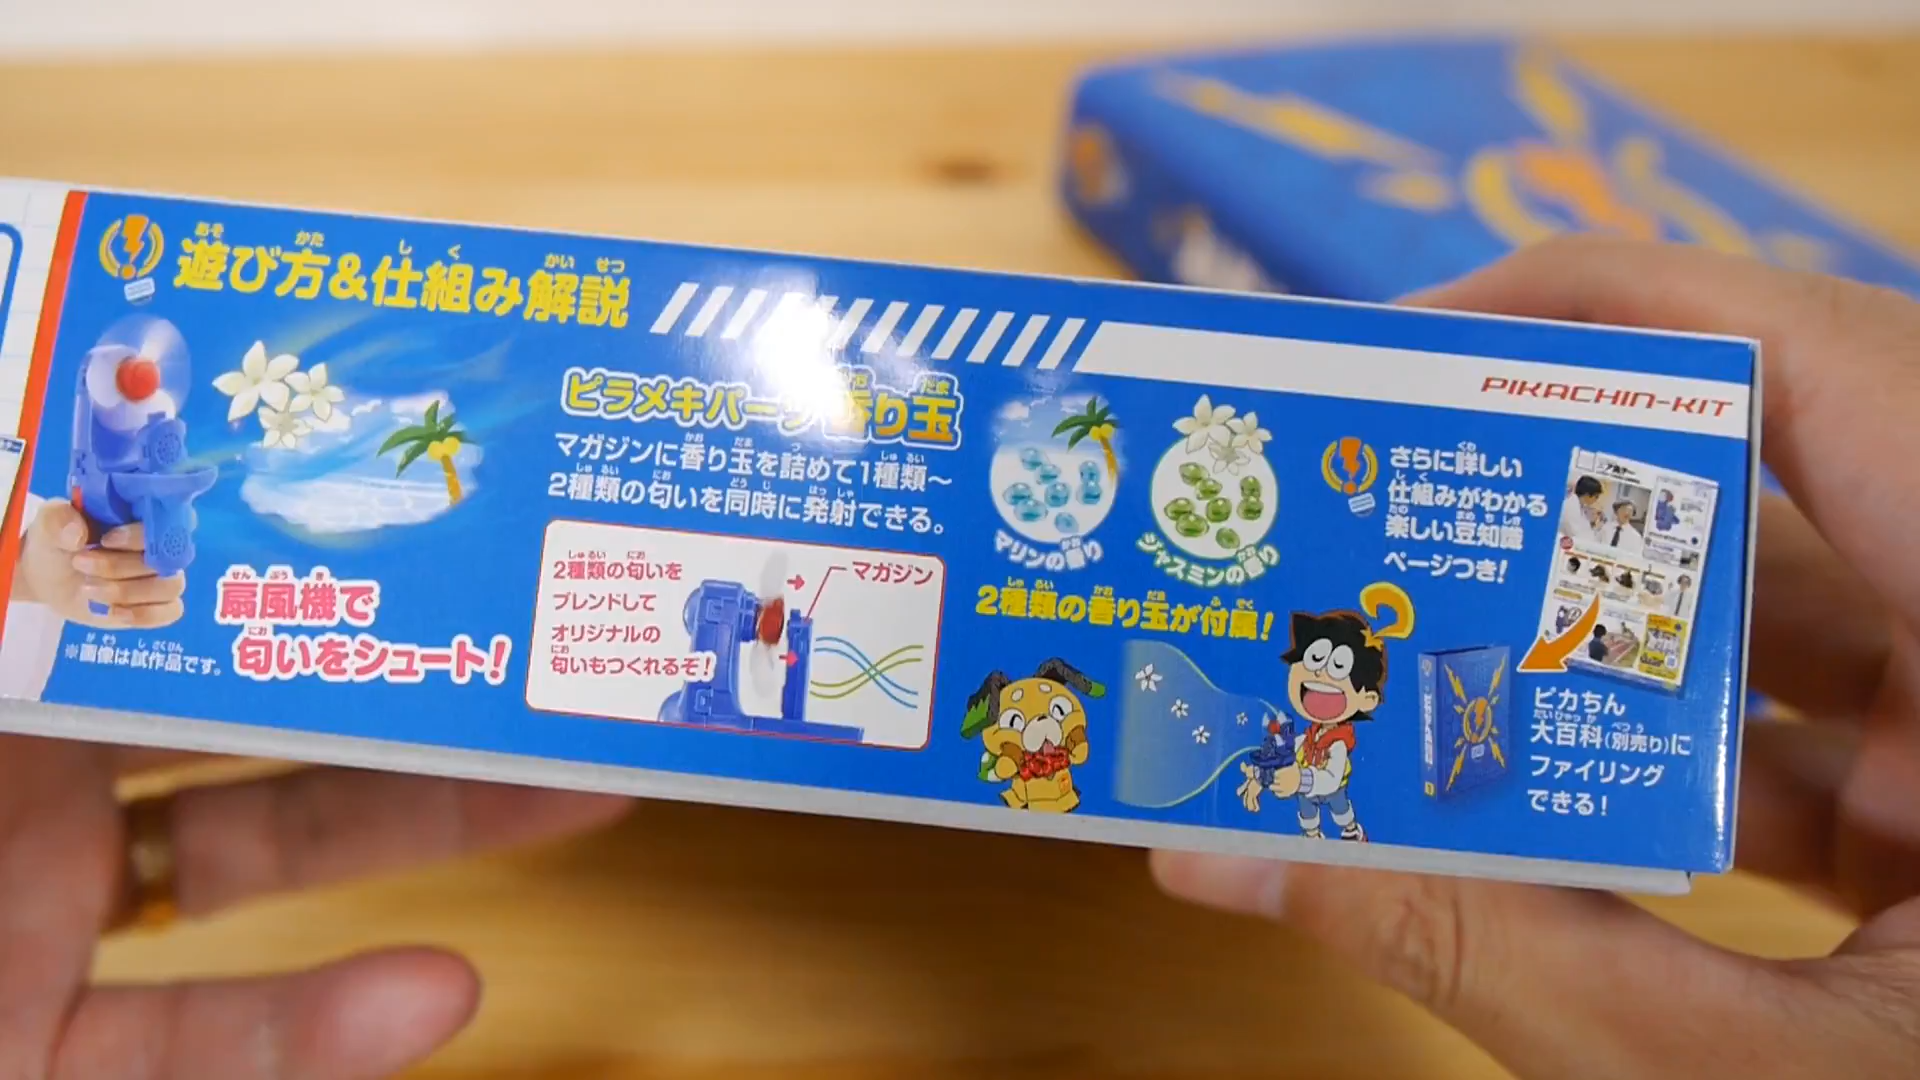 遊び方&仕組み解説
PIKACHIN-KIT
扇風機で
匂いをシュート!
※画像は試作品です。
ピラメキパーツ 香り玉
マガジンに香り玉を詰めて1種類〜
2種類の匂いを同時に発射できる。
2種類の匂いを
ブレンドして
オリジナルの
匂いもつくれるぞ!
マガジン
マリンの香り
ジャスミンの香り
2種類の香り玉が付属!
さらに詳しい
仕組みがわかる
楽しい豆知識
ページつき!
ピカちん
大百科(別売り)に
ファイリング
できる!